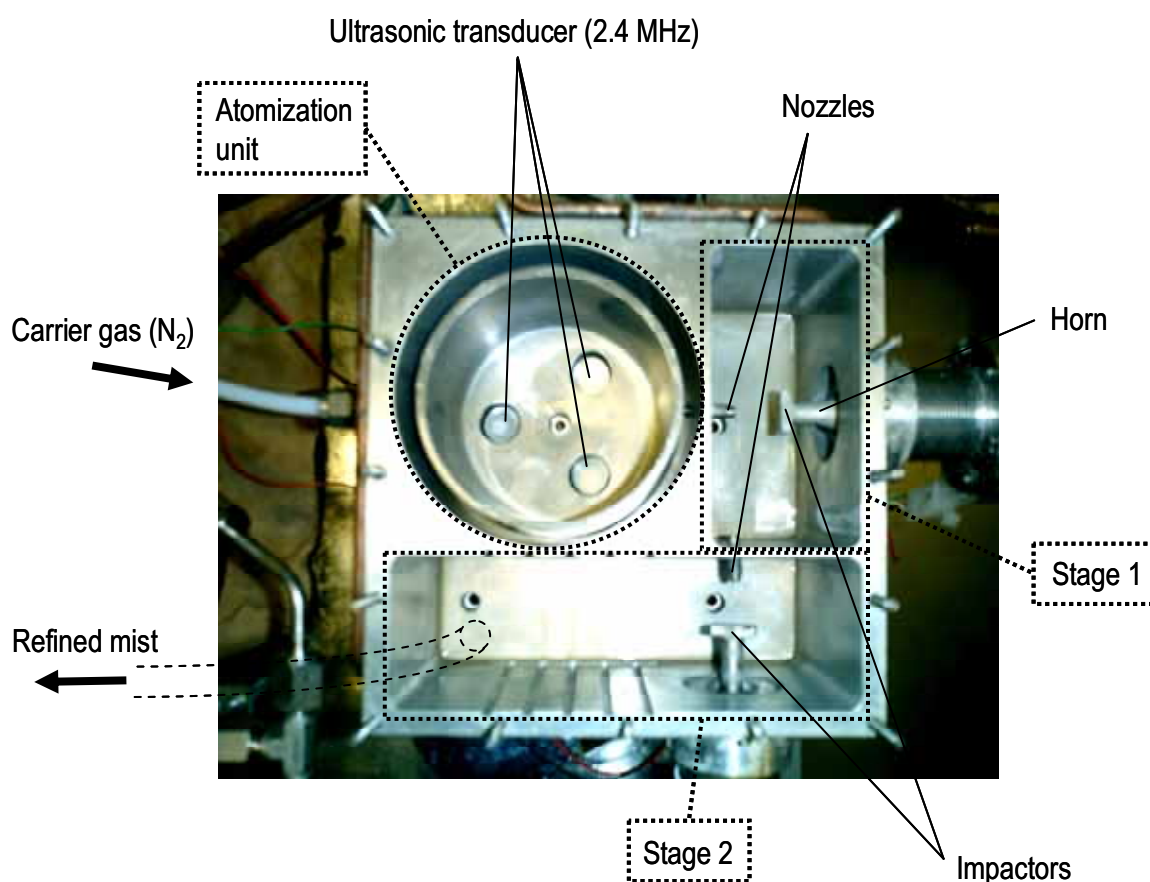 Ultrasonic transducer (2.4 MHz)
Atomization
unit
Nozzles
Carrier gas (N₂)
Horn
Stage 1
Refined mist
Stage 2
Impactors